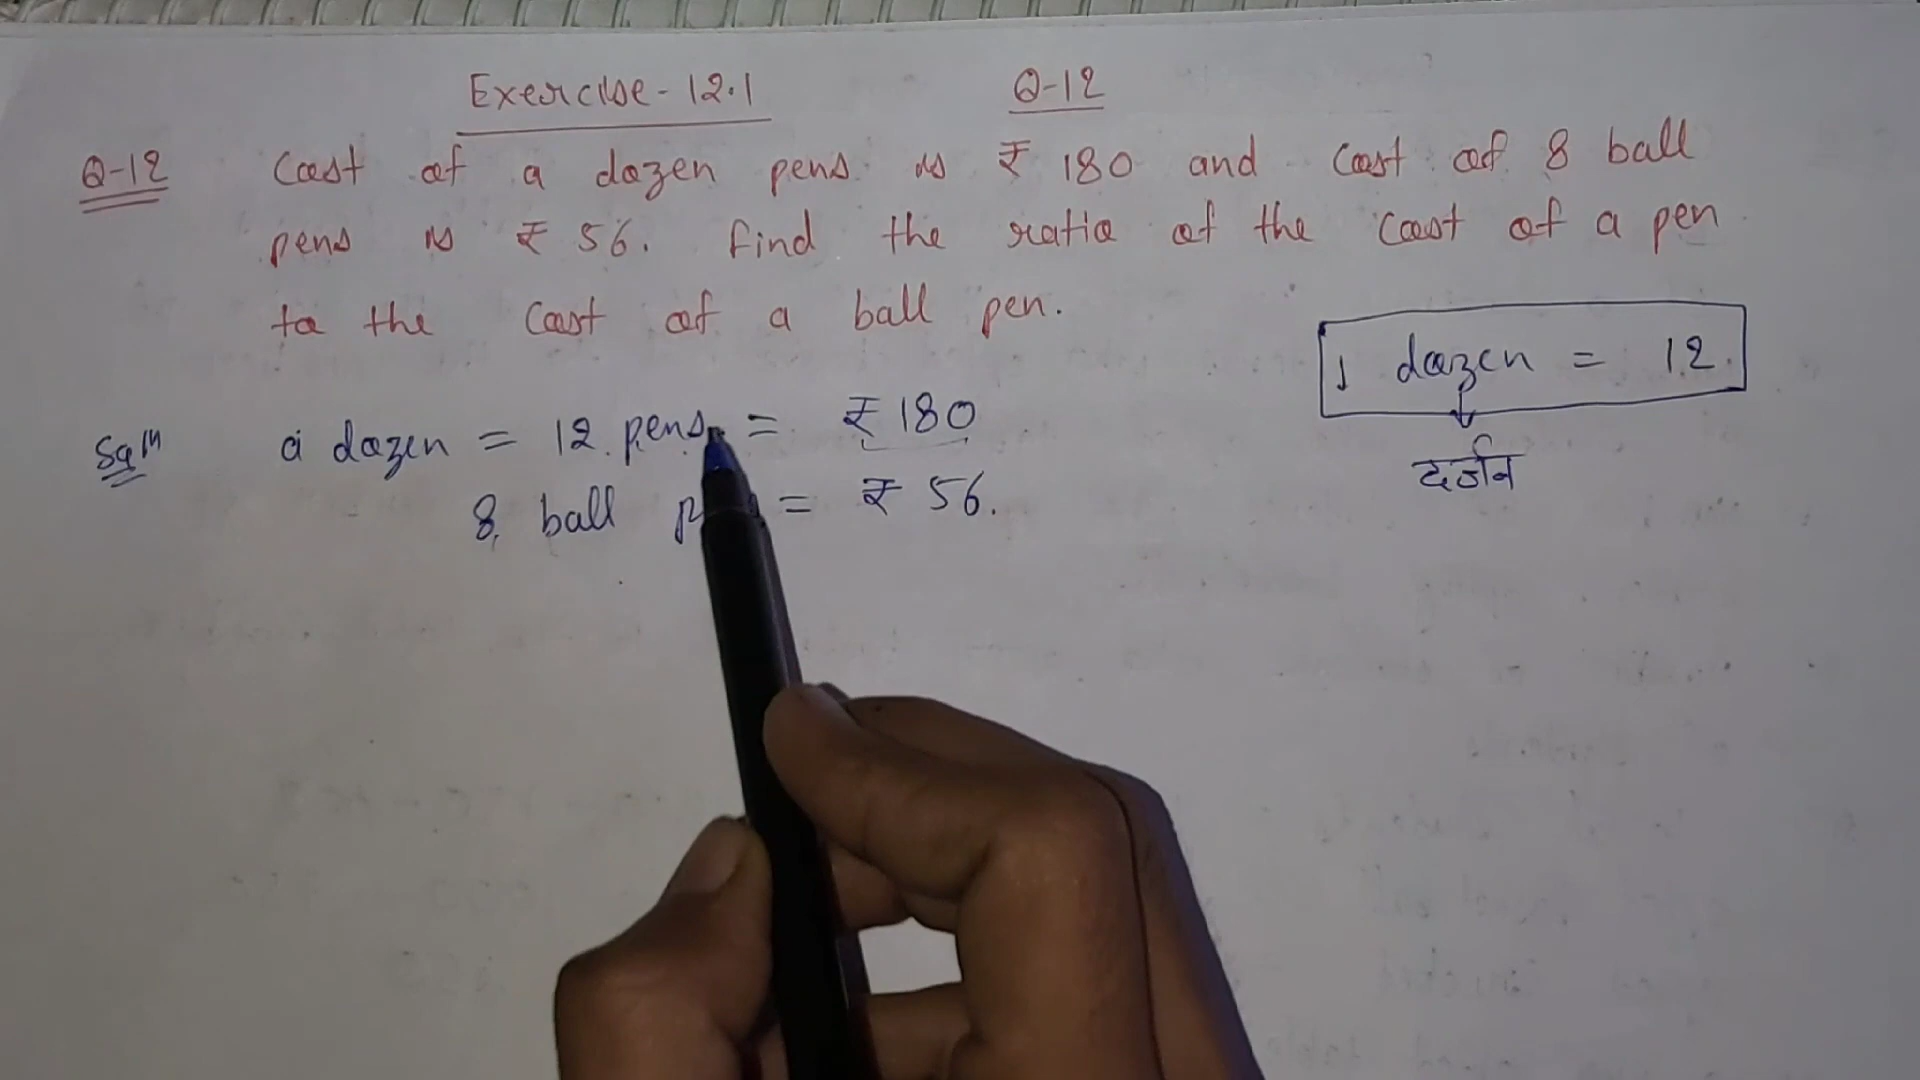 Exercise - 12.1 Q-12
Q-12 Cost of a dozen pens is ₹ 180 and cost of 8 ball
pens is ₹ 56. Find the ratio of the cost of a pen
to the cost of a ball pen.
1 dozen = 12
दर्जन
Solⁿ a dozen = 12 pens = ₹ 180
8 ball = ₹ 56.